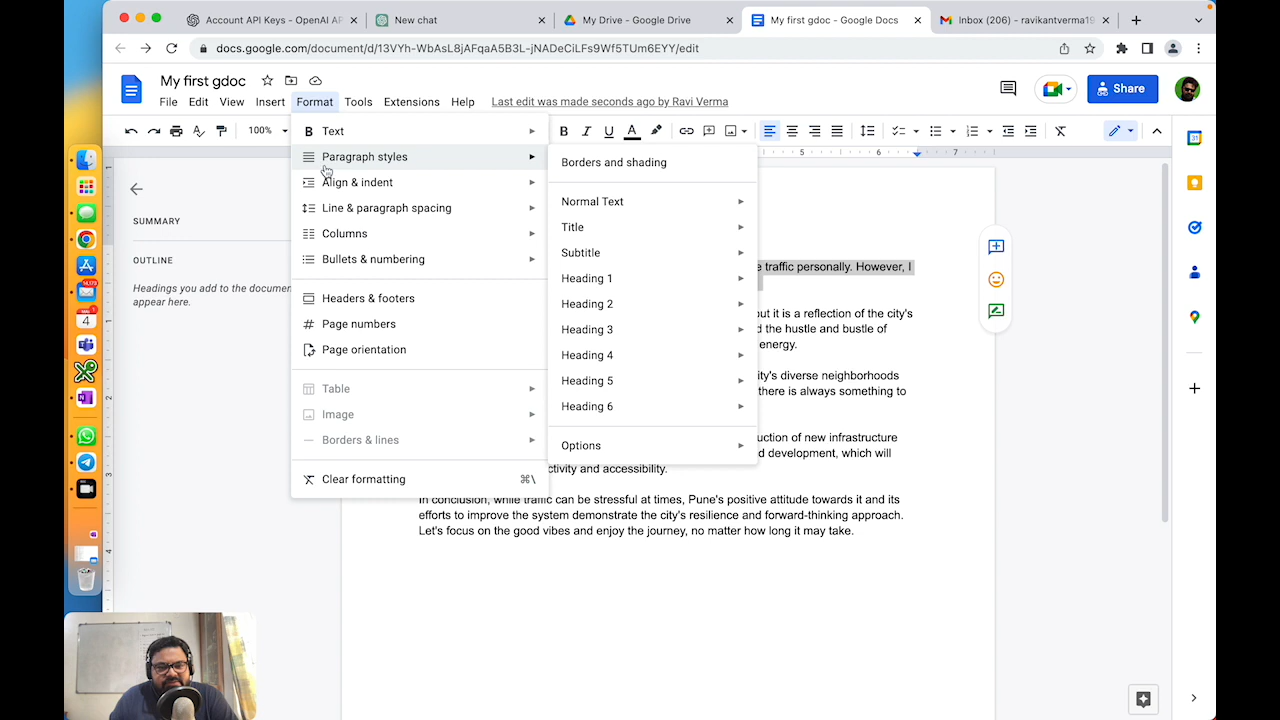 Account API Keys - OpenAI AP
New chat
My Drive - Google Drive
My first gdoc - Google Docs
Inbox (206) - ravikantverma19
docs.google.com/document/d/13VYh-WbAsL8jAFqaA5B3L-jNADeCiLFs9Wf5TUm6EYY/edit
My first gdoc
File Edit View Insert Format Tools Extensions Help Last edit was made seconds ago by Ravi Verma
Share
100%
B I U A
5 6 7
SUMMARY
OUTLINE
Headings you add to the documen
appear here.
B Text
Paragraph styles
Align & indent
Line & paragraph spacing
Columns
Bullets & numbering
Headers & footers
# Page numbers
Page orientation
Table
Image
Borders & lines
Clear formatting ⌘\
Borders and shading
Normal Text
Title
Subtitle
Heading 1
Heading 2
Heading 3
Heading 4
Heading 5
Heading 6
Options
e traffic personally. However, I
out it is a reflection of the city's
d the hustle and bustle of
energy.
ity's diverse neighborhoods
there is always something to
uction of new infrastructure
d development, which will
ctivity and accessibility.
In conclusion, while traffic can be stressful at times, Pune's positive attitude towards it and its
efforts to improve the system demonstrate the city's resilience and forward-thinking approach.
Let's focus on the good vibes and enjoy the journey, no matter how long it may take.